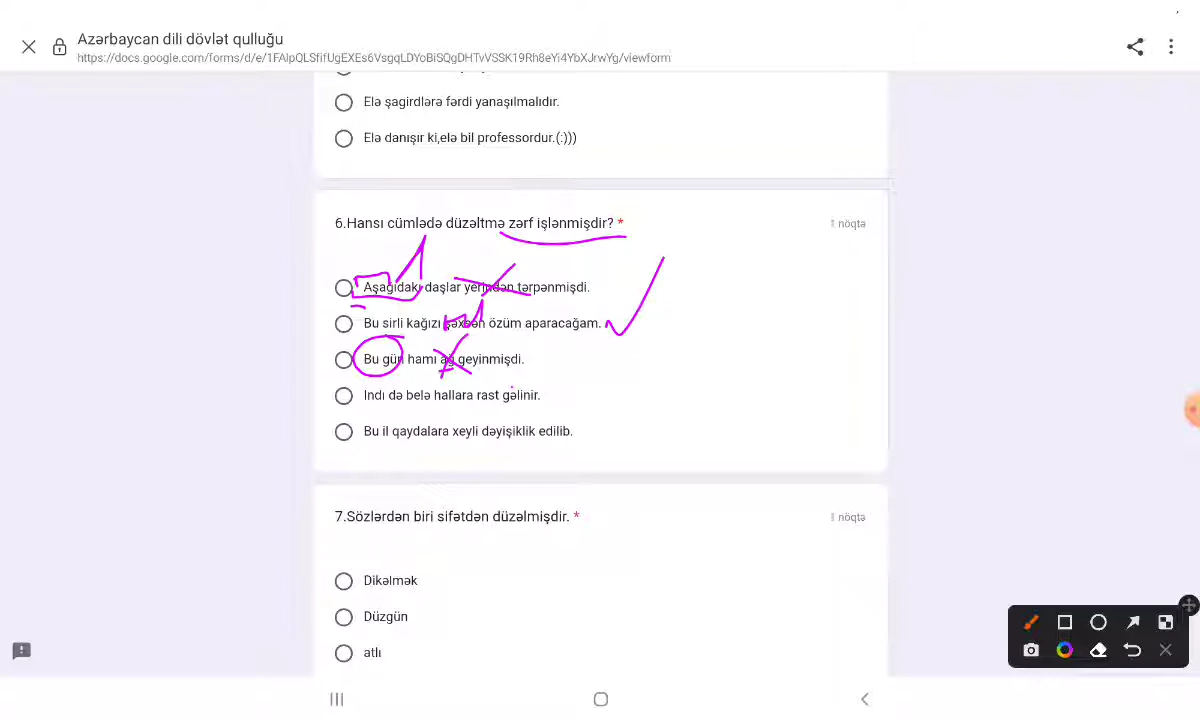 Azərbaycan dili dövlət qulluğu
https://docs.google.com/forms/d/e/1FAIpQLSfifUgEXEs6VsgqLDYoBiSQgDHTvVSSK19Rh8eYi4YbXJrwYg/viewform
Elə şagirdlərə fərdi yanaşılmalıdır.
Elə danışır ki,elə bil professordur.(:)))
6.Hansı cümlədə düzəltmə zərf işlənmişdir? *
1 nöqtə
Aşağıdakı daşlar yerindən tərpənmişdi.
Bu sirli kağızı şəxsən özüm aparacağam.
Bu gün hamı ağ geyinmişdi.
Indı də belə hallara rast gəlinir.
Bu il qaydalara xeyli dəyişiklik edilib.
7.Sözlərdən biri sifətdən düzəlmişdir. *
1 nöqtə
Dikəlmək
Düzgün
atlı